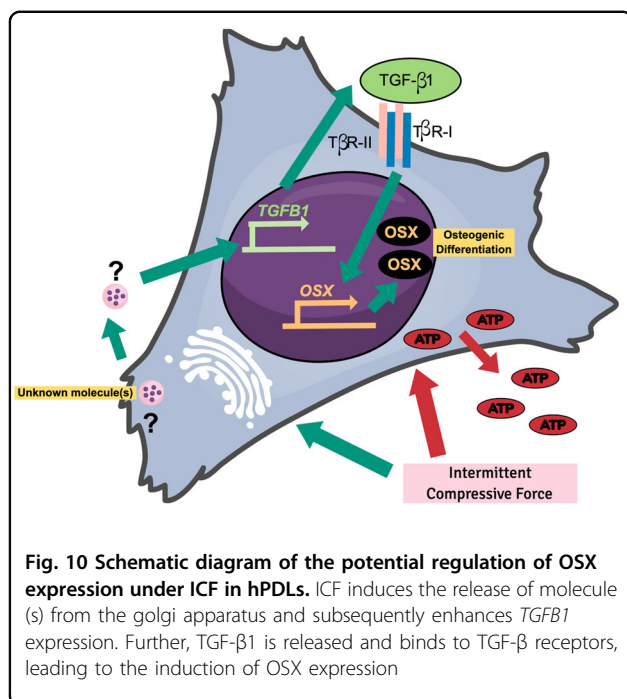 TGF-β1
TβR-II
TβR-I
TGFB1
OSX
OSX
Osteogenic
Differentiation
OSX
?
ATP
ATP
Unknown molecule(s)
?
ATP
ATP
ATP
Intermittent
Compressive Force
Fig. 10 Schematic diagram of the potential regulation of OSX
expression under ICF in hPDLs. ICF induces the release of molecule
(s) from the golgi apparatus and subsequently enhances TGFB1
expression. Further, TGF-β1 is released and binds to TGF-β receptors,
leading to the induction of OSX expression